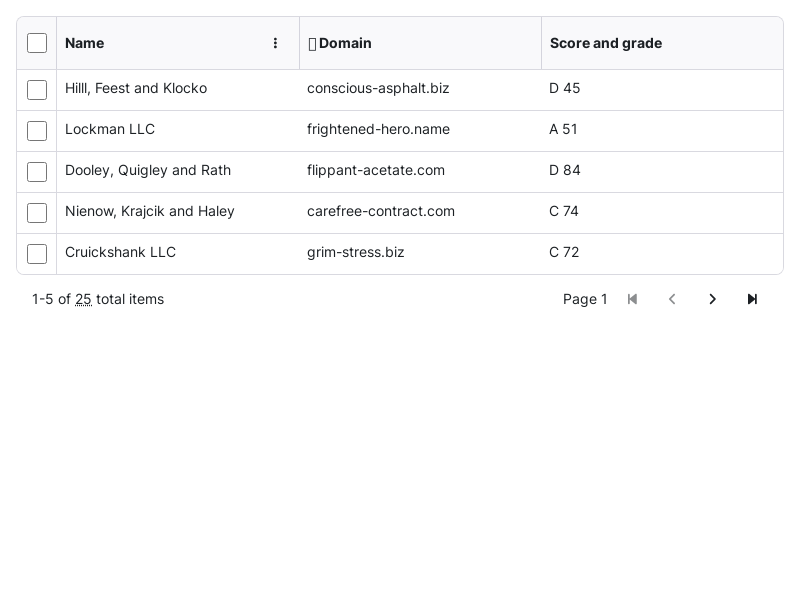 Name Domain Score and grade
Hilll, Feest and Klocko conscious-asphalt.biz D 45
Lockman LLC frightened-hero.name A 51
Dooley, Quigley and Rath flippant-acetate.com D 84
Nienow, Krajcik and Haley carefree-contract.com C 74
Cruickshank LLC grim-stress.biz C 72
1-5 of 25 total items Page 1